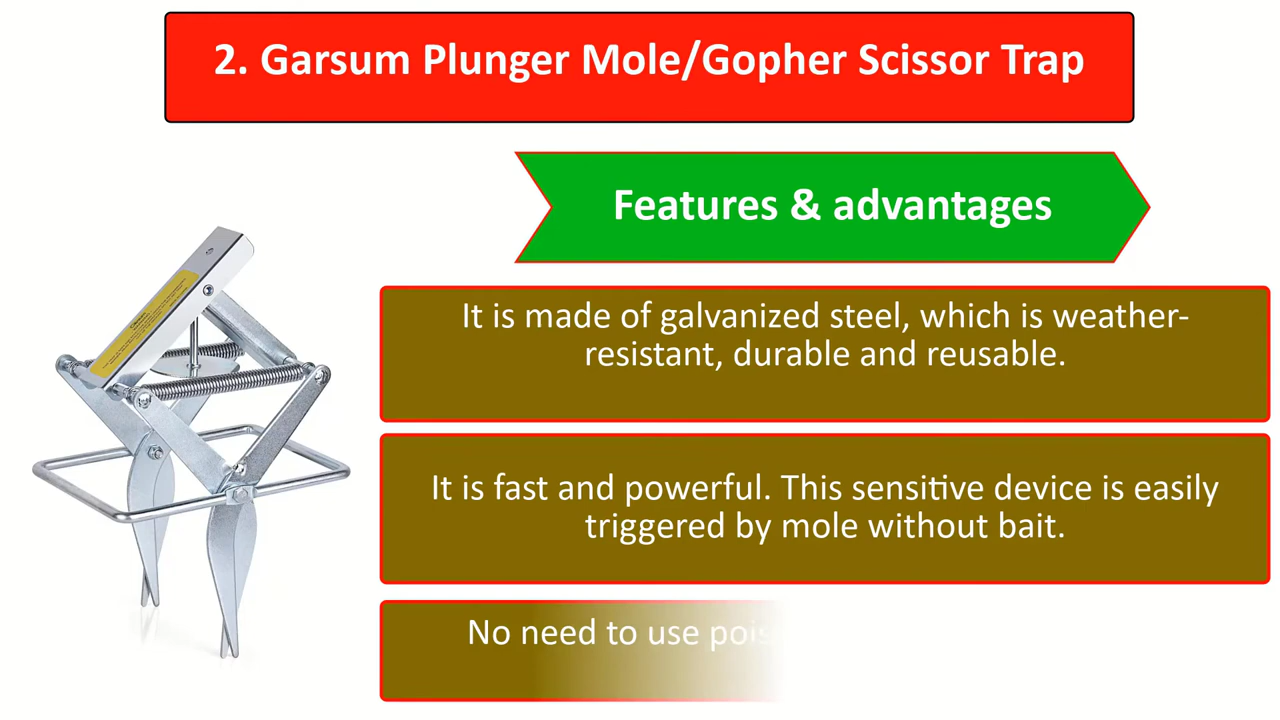 2. Garsum Plunger Mole/Gopher Scissor Trap
Features & advantages
It is made of galvanized steel, which is weather-
resistant, durable and reusable.
It is fast and powerful. This sensitive device is easily
triggered by mole without bait.
No need to use